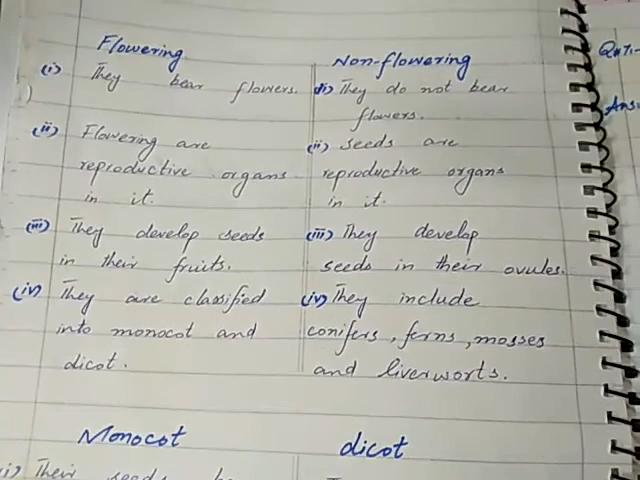 Flowering
Non-flowering
(i) They bear flowers.
(i) They do not bear
flowers.
(ii) Flowering are
reproductive organs
in it.
(ii) seeds are
reproductive organs
in it.
(iii) They develop seeds
in their fruits.
(iii) They develop
seeds in their ovules.
(iv) They are classified
into monocot and
dicot.
(iv) They include
conifers, ferns, mosses
and liverworts.
Monocot
dicot
i) Their seeds
Ans: